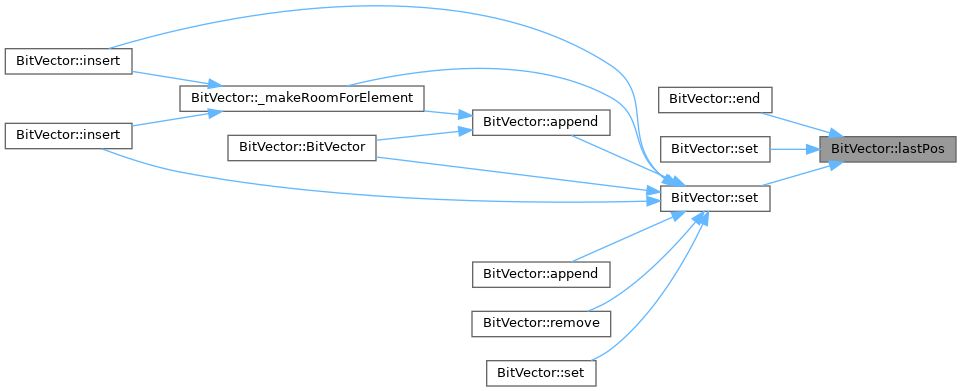 BitVector::insert
BitVector::_makeRoomForElement
BitVector::end
BitVector::append
BitVector::insert
BitVector::BitVector
BitVector::set
BitVector::lastPos
BitVector::set
BitVector::append
BitVector::remove
BitVector::set